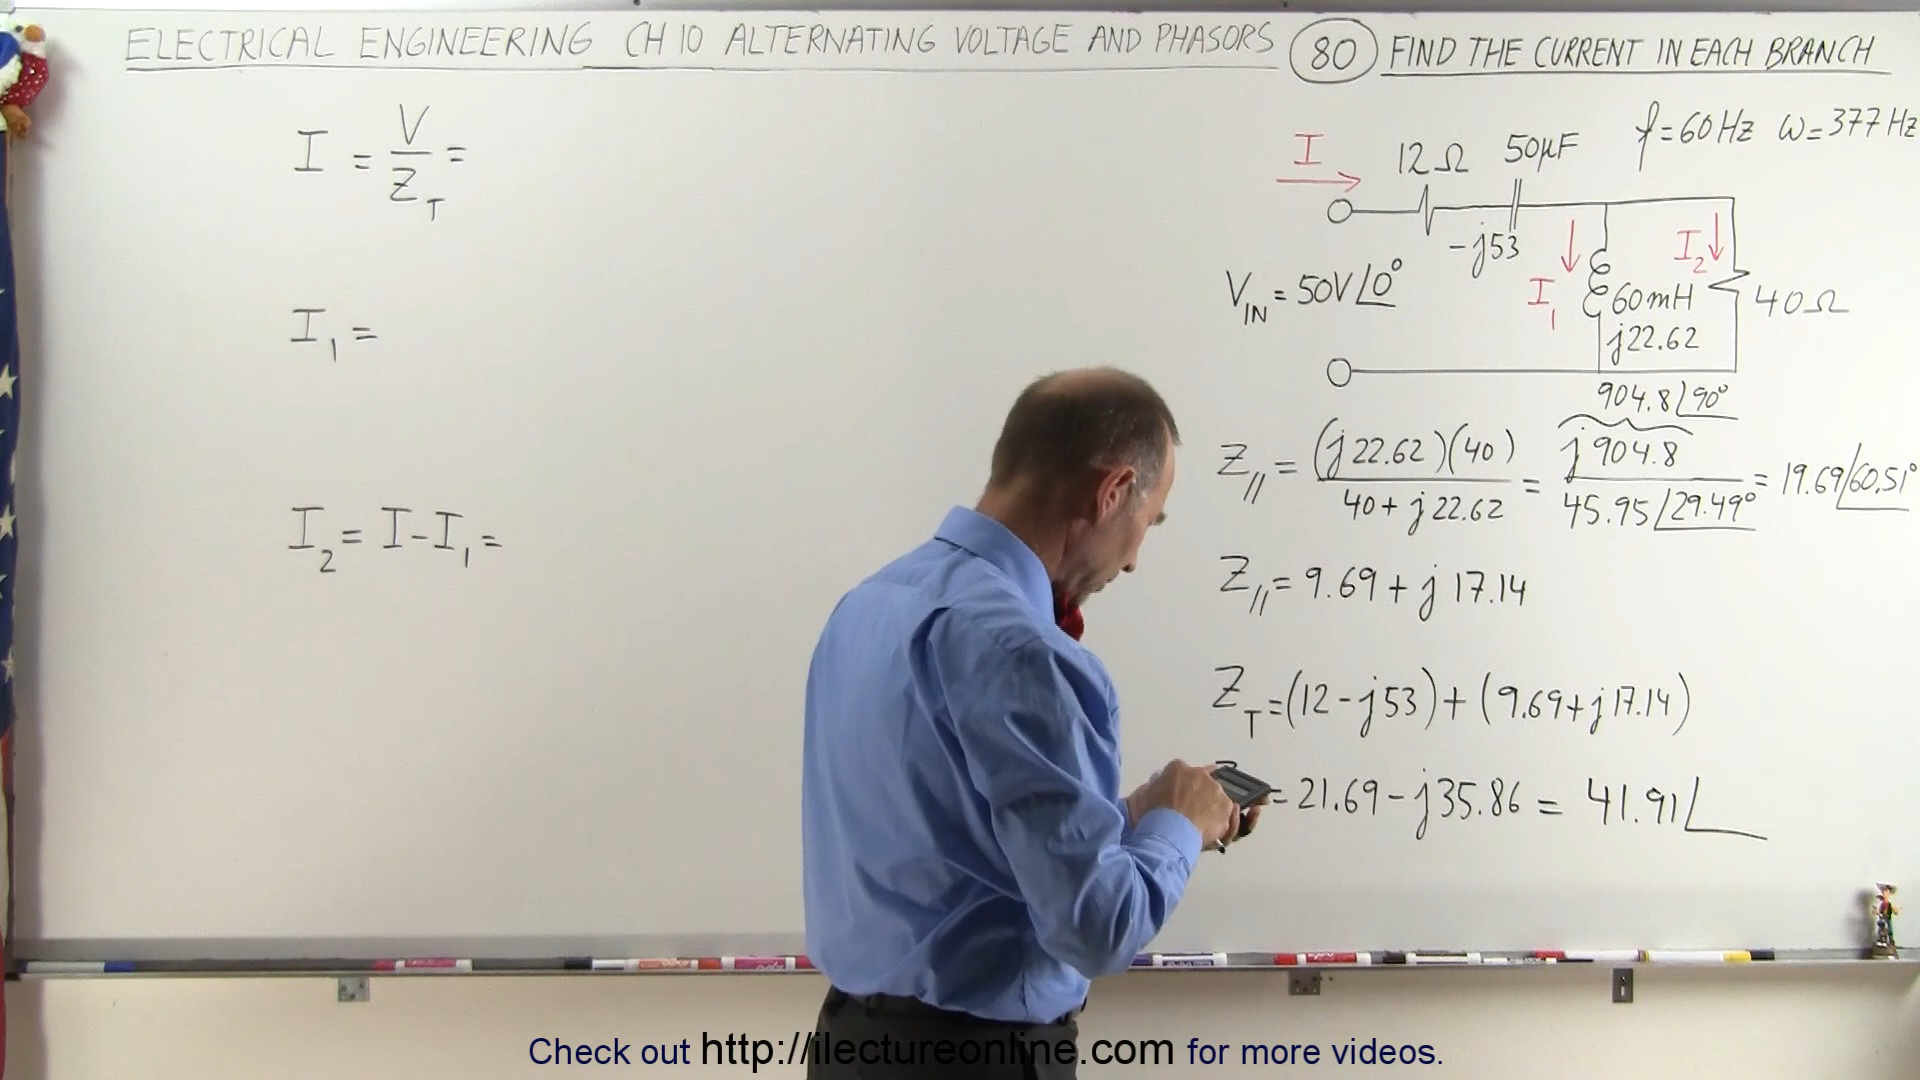 ELECTRICAL ENGINEERING CH 10 ALTERNATING VOLTAGE AND PHASORS 80 FIND THE CURRENT IN EACH BRANCH
I = V/Z_T =
I_1 =
I_2 = I-I_1 =
f=60Hz ω=377Hz
I
12Ω 50μF
-j53
V_IN = 50V∠0°
I_1
60mH
j22.62
I_2
40Ω
904.8∠90°
Z_// = (j22.62)(40)/(40+j22.62) = j904.8/(45.95∠29.49°) = 19.69∠60.51°
Z_// = 9.69+j17.14
Z_T=(12-j53)+(9.69+j17.14)
= 21.69-j35.86 = 41.91∠
Check out http://ilectureonline.com for more videos.